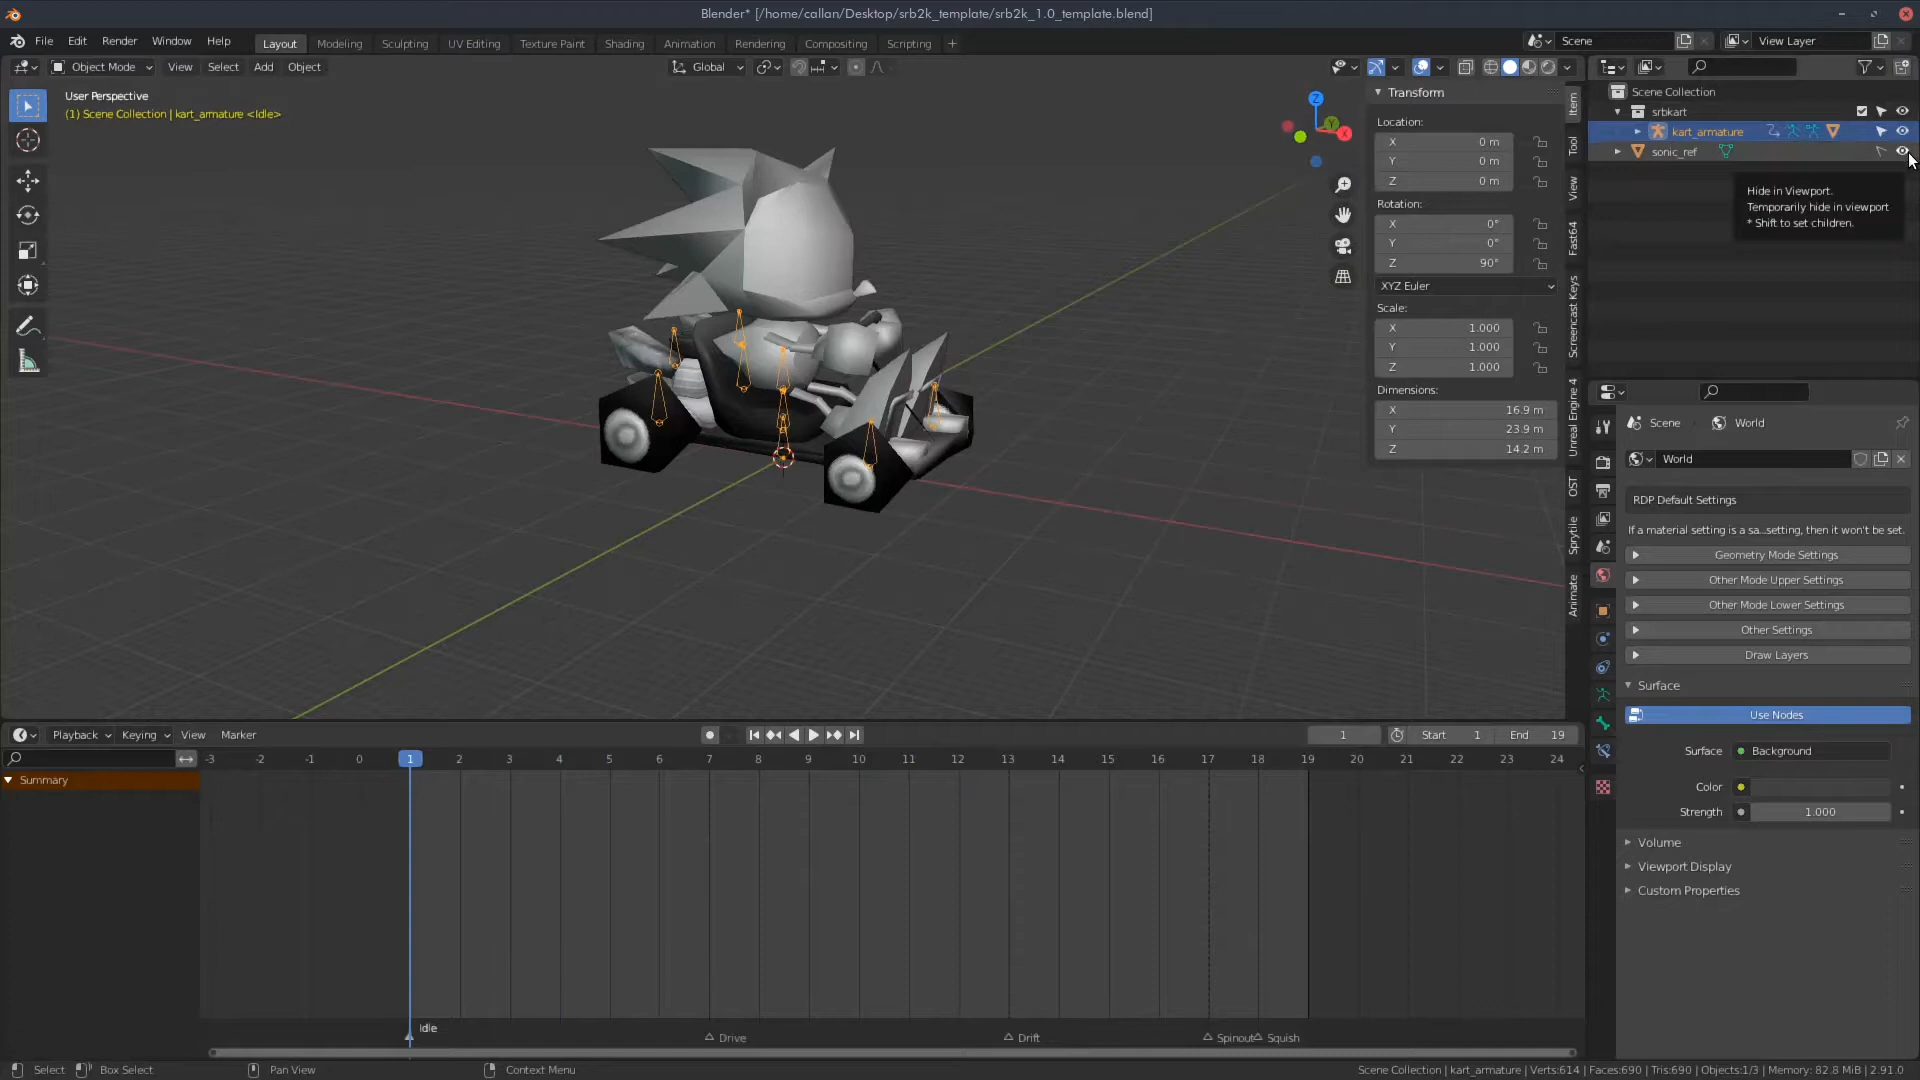 Blender* [/home/callan/Desktop/srb2k_template/srb2k_1.0_template.blend]
File Edit Render Window Help Layout Modeling Sculpting UV Editing Texture Paint Shading Animation Rendering Compositing Scripting + Scene View Layer
Object Mode View Select Add Object Global
User Perspective
(1) Scene Collection | kart_armature <Idle>
Z
Y
X
Transform
Location:
X 0 m
Y 0 m
Z 0 m
Rotation:
X 0°
Y 0°
Z 90°
XYZ Euler
Scale:
X 1.000
Y 1.000
Z 1.000
Dimensions:
X 16.9 m
Y 23.9 m
Z 14.2 m
Item
Tool
View
Fast64
Screencast Keys
Unreal Engine 4
OST
Sprytile
Animate
Scene Collection
srbkart
kart_armature
sonic_ref
Hide in Viewport.
Temporarily hide in viewport
* Shift to set children.
Scene World
World
RDP Default Settings
If a material setting is a sa...setting, then it won't be set.
Geometry Mode Settings
Other Mode Upper Settings
Other Mode Lower Settings
Other Settings
Draw Layers
Surface
Use Nodes
Surface Background
Color
Strength 1.000
Volume
Viewport Display
Custom Properties
Playback Keying View Marker 1 Start 1 End 19
-3 -2 -1 0 1 2 3 4 5 6 7 8 9 10 11 12 13 14 15 16 17 18 19 20 21 22 23 24
Summary
Idle
Drive Drift Spinout Squish
Select Box Select Pan View Context Menu Scene Collection | kart_armature | Verts:614 | Faces:690 | Tris:690 | Objects:1/3 | Memory: 82.8 MiB | 2.91.0